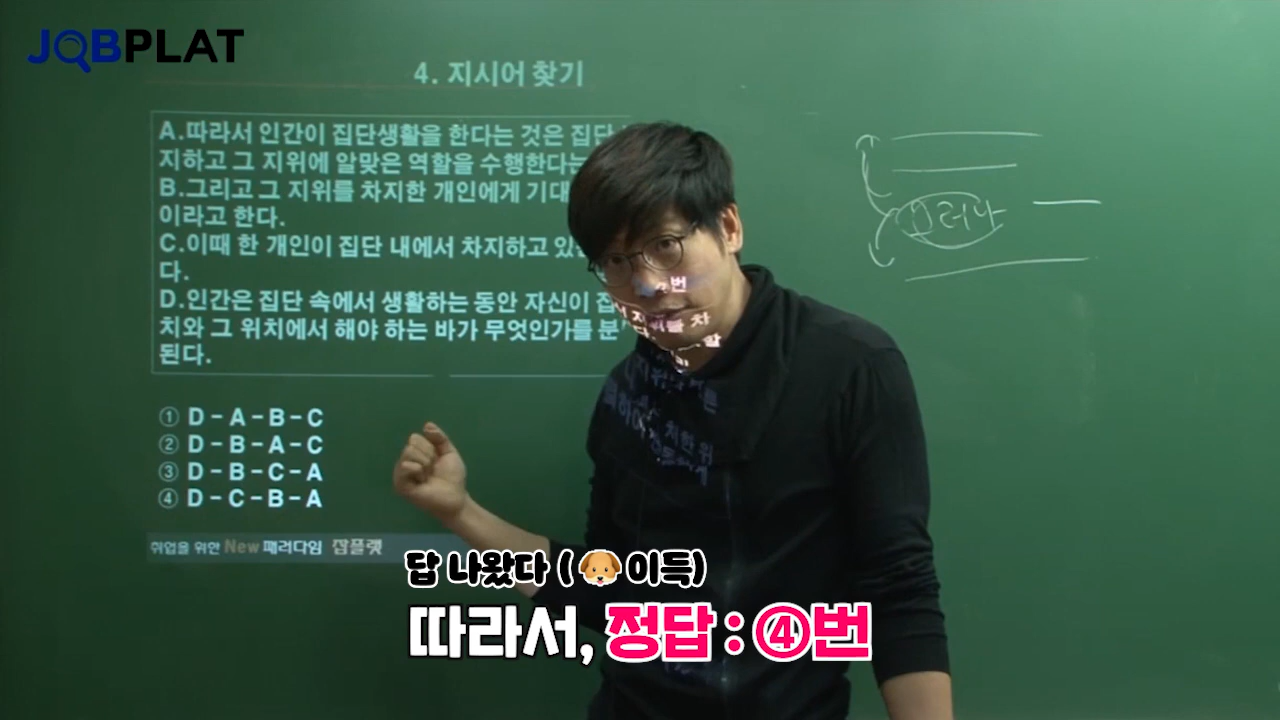 JOBPLAT
4. 지시어 찾기
A.따라서 인간이 집단생활을 한다는 것은 집단
지하고 그 지위에 알맞은 역할을 수행한다는
B.그리고 그 지위를 차지한 개인에게 기대
이라고 한다.
C.이때 한 개인이 집단 내에서 차지하고
다.
D.인간은 집단 속에서 생활하는 동안 자신이
치와 그 위치에서 해야 하는 바가 무엇인가를
된다.
① D - A - B - C
② D - B - A - C
③ D - B - C - A
④ D - C - B - A
취업을 위한 New 패러다임 잡플랫
그러나
답 나왔다 (🐶이득)
따라서, 정답 : ④번